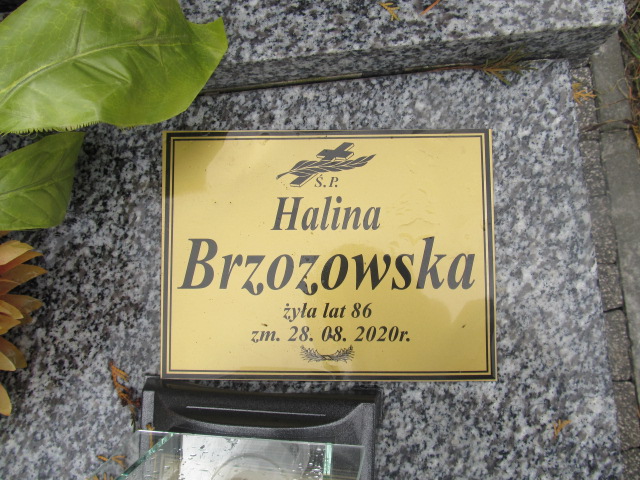 Ś.P.
Halina
Brzozowska
żyła lat 86
zm. 28. 08. 2020r.